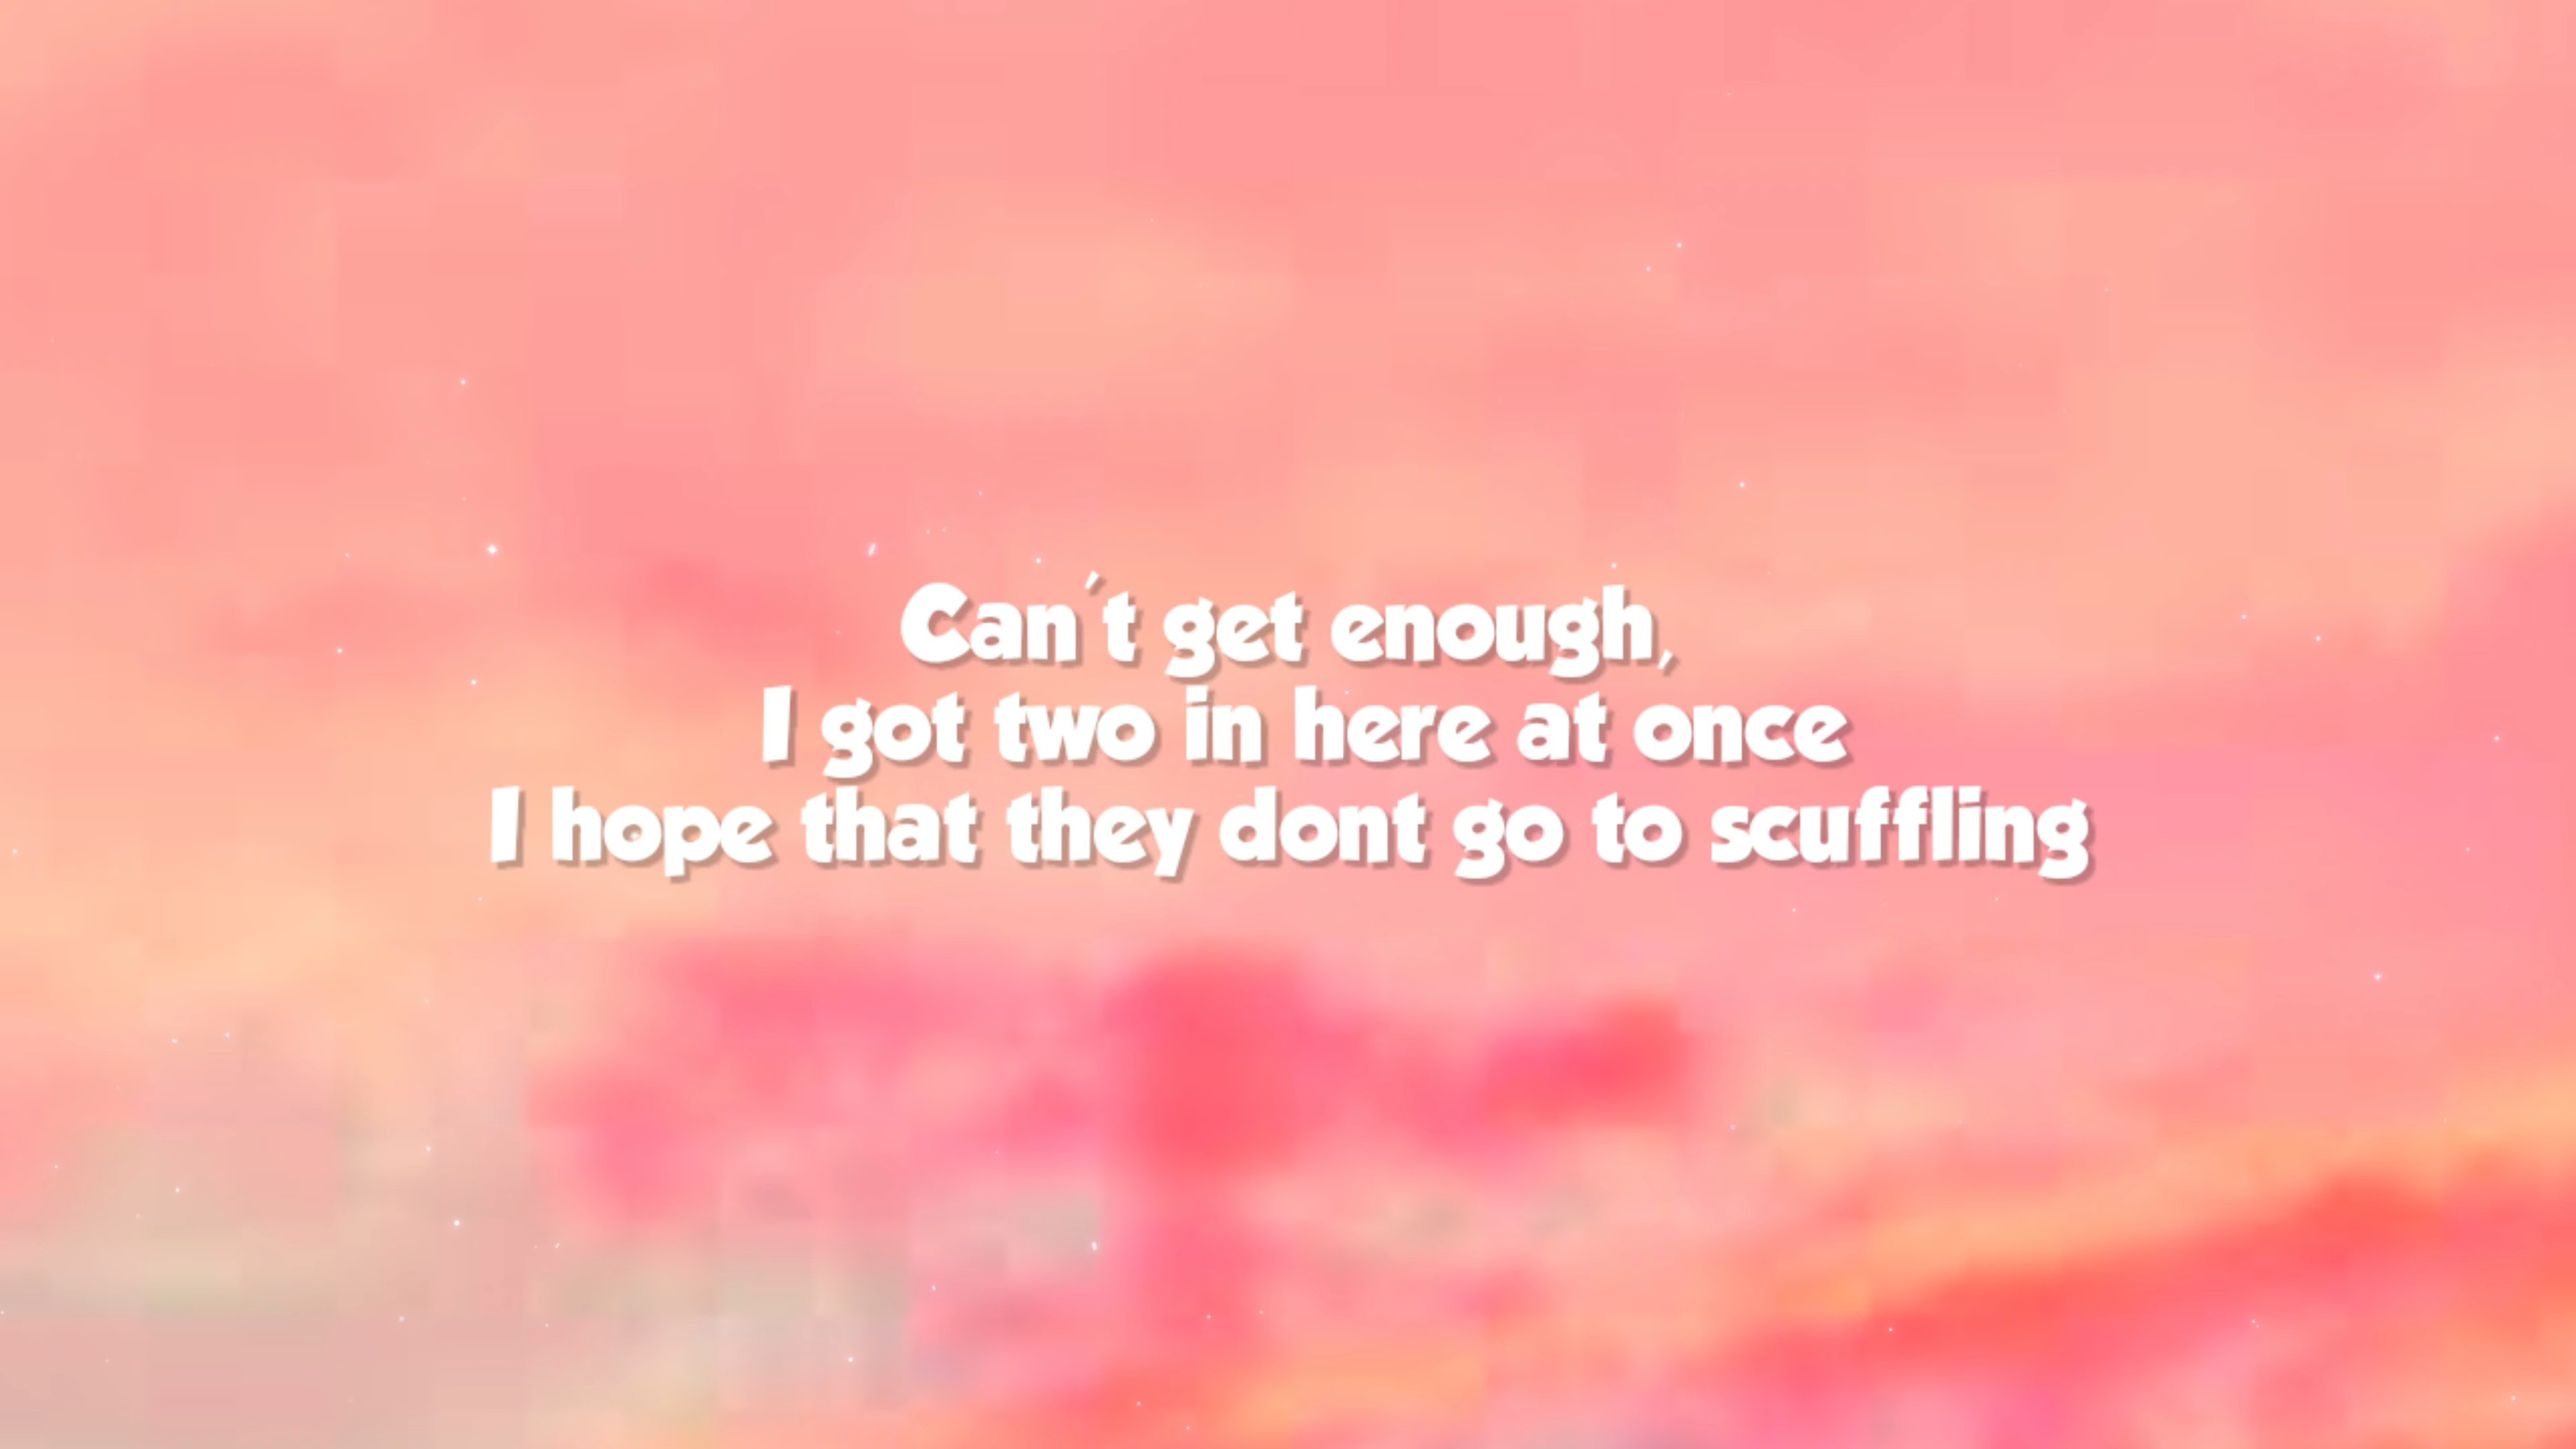 Can't get enough,
I got two in here at once
I hope that they dont go to scuffling